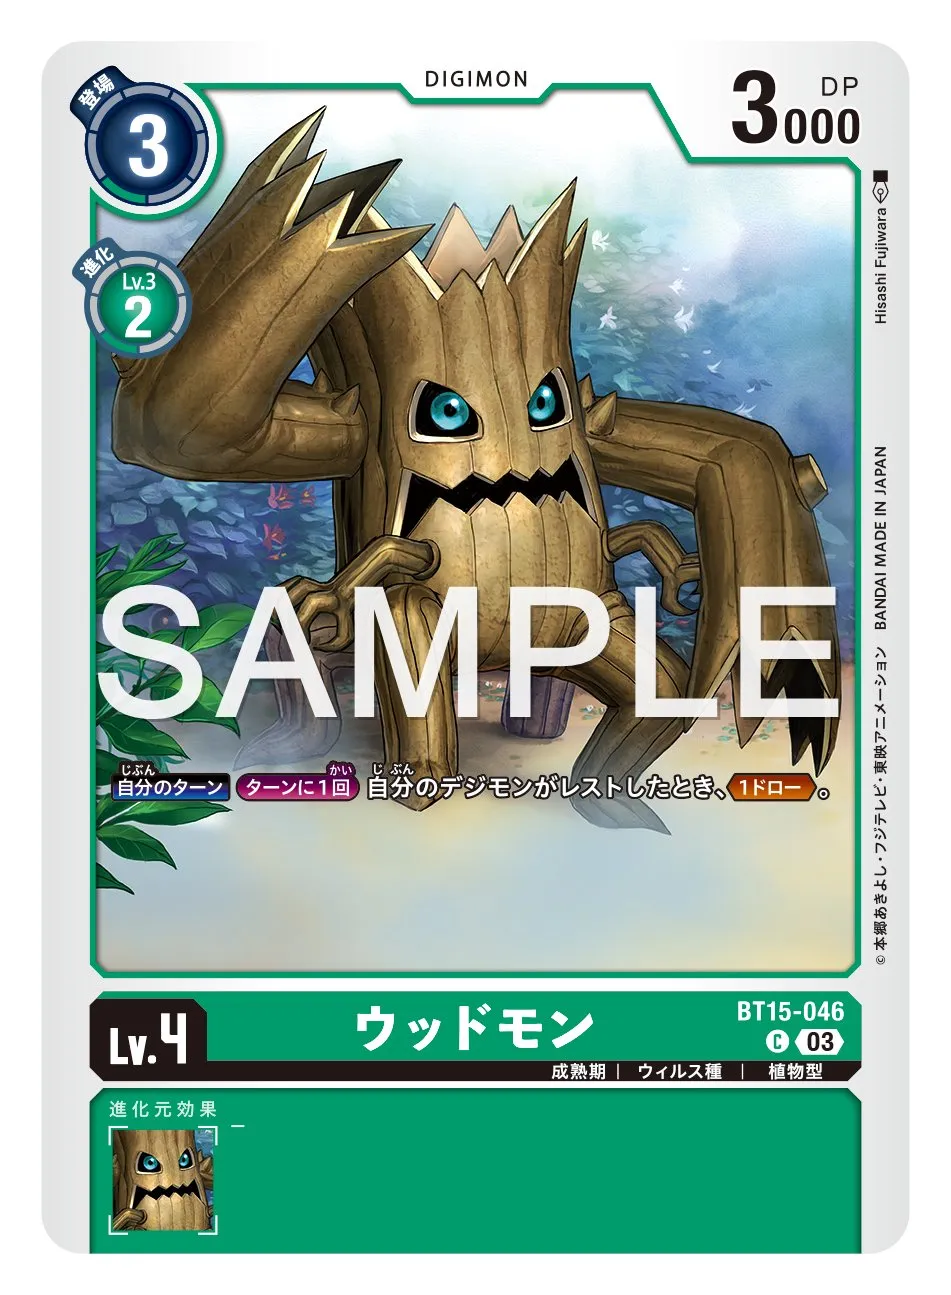 DIGIMON
登場
3
3000
DP
進化
Lv.3
2
Hisashi Fujiwara
BANDAI MADE IN JAPAN
©本郷あきよし・フジテレビ・東映アニメーション
SAMPLE
じぶん かい じぶん
自分のターン ターンに1回 自分のデジモンがレストしたとき、1ドロー。
Lv.4
ウッドモン
BT15-046
C 03
成熟期 | ウィルス種 | 植物型
進化元効果
ー